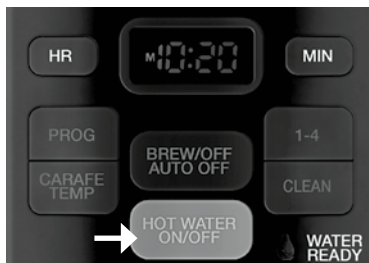 HR
M10:20
MIN
PROG
BREW/OFF
AUTO OFF
1-4
CARAFE
TEMP
CLEAN
HOT WATER
ON/OFF
WATER
READY